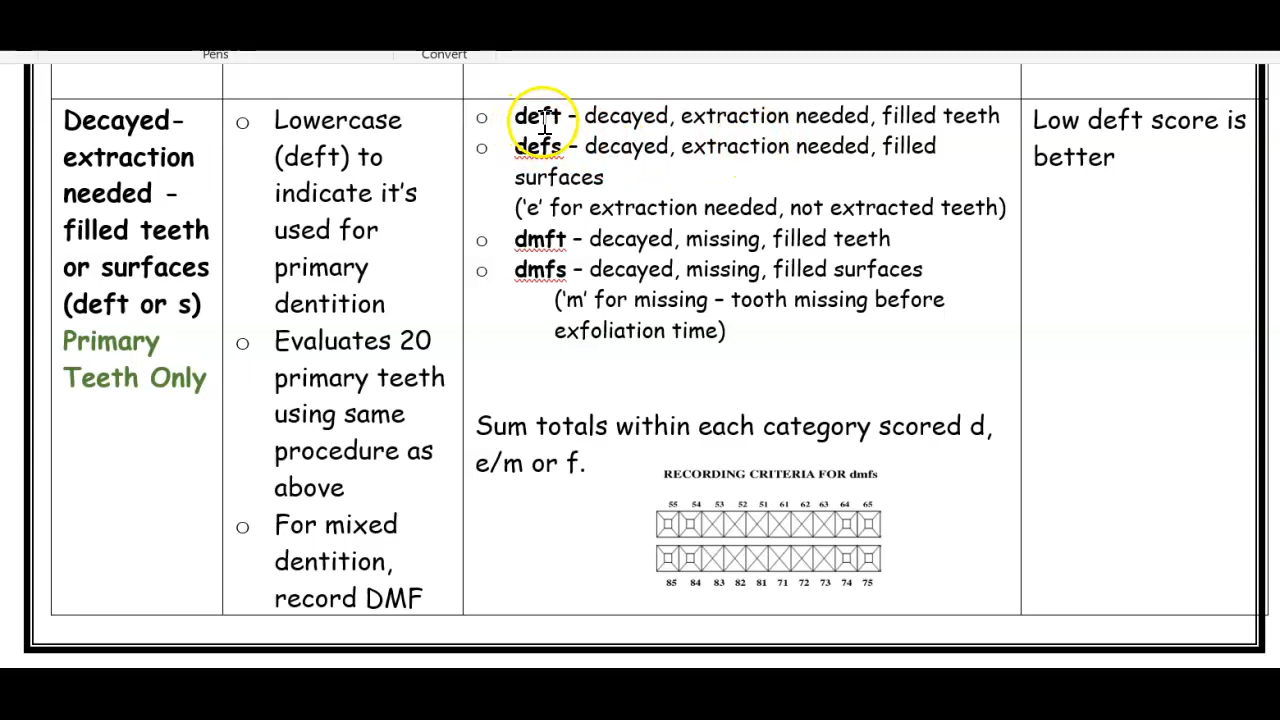 Pens Convert
Decayed-
extraction
needed -
filled teeth
or surfaces
(deft or s)
Primary
Teeth Only
o Lowercase
(deft) to
indicate it's
used for
primary
dentition
o Evaluates 20
primary teeth
using same
procedure as
above
o For mixed
dentition,
record DMF
o deft – decayed, extraction needed, filled teeth
o defs – decayed, extraction needed, filled
surfaces
('e' for extraction needed, not extracted teeth)
o dmft – decayed, missing, filled teeth
o dmfs – decayed, missing, filled surfaces
('m' for missing – tooth missing before
exfoliation time)
Sum totals within each category scored d,
e/m or f.
RECORDING CRITERIA FOR dmfs
55 54 53 52 51 61 62 63 64 65
85 84 83 82 81 71 72 73 74 75
Low deft score is
better